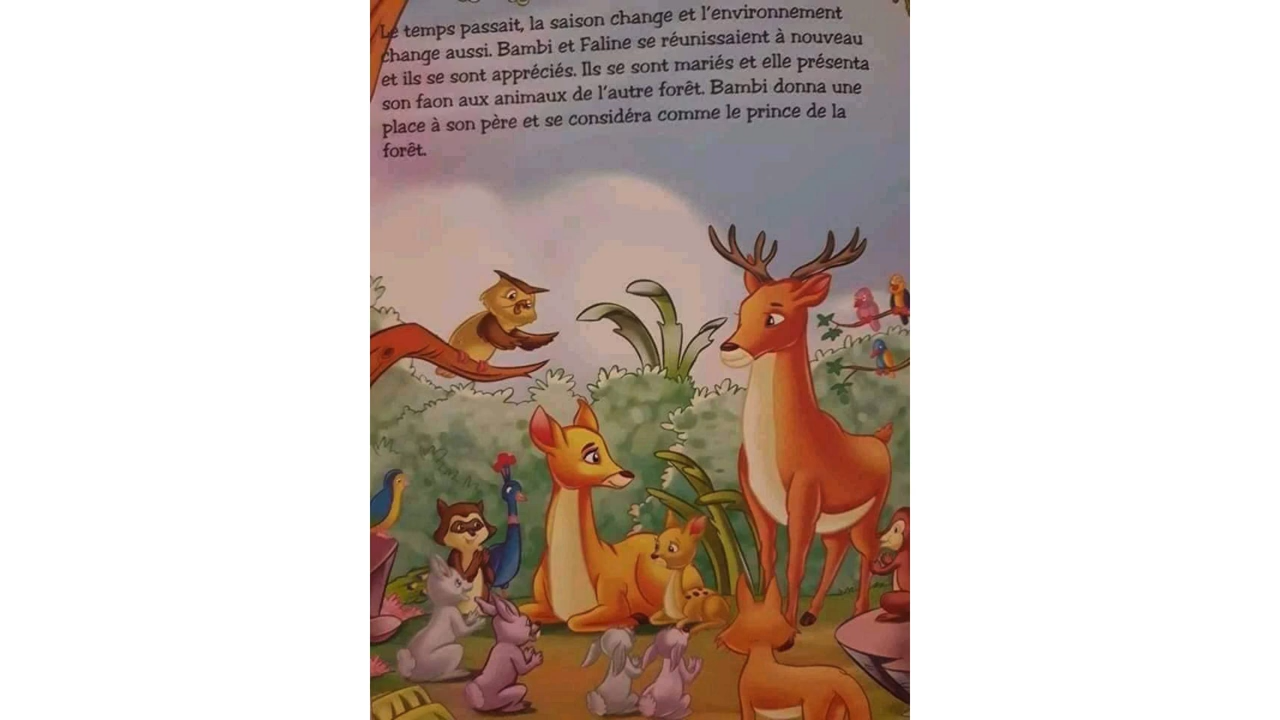 Le temps passait, la saison change et l'environnement
change aussi. Bambi et Faline se réunissaient à nouveau
et ils se sont appréciés. Ils se sont mariés et elle présenta
son faon aux animaux de l'autre forêt. Bambi donna une
place à son père et se considéra comme le prince de la
forêt.